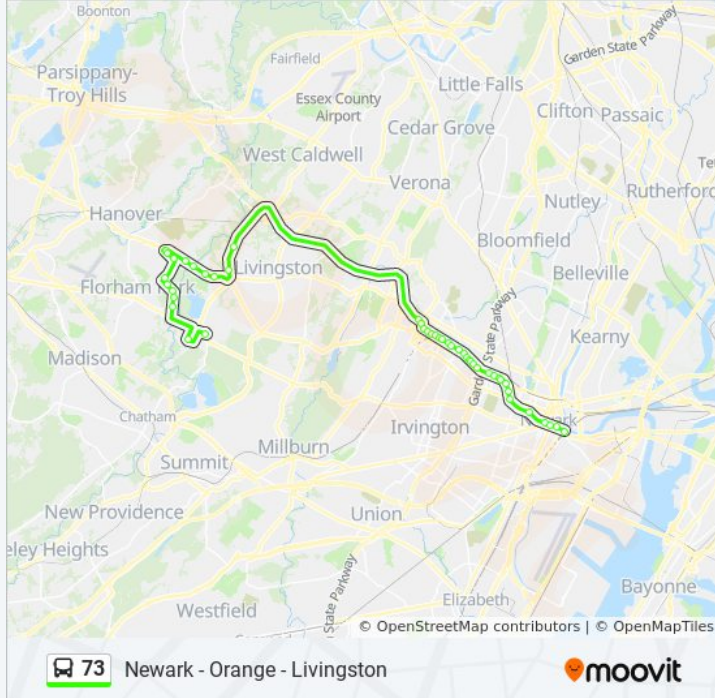 Boonton
Garden State Parkway
Fairfield
Parsippany-
Troy Hills
Little Falls
Essex County
Airport
Clifton
Passaic
Cedar Grove
West Caldwell
Verona
Rutherford
Nutley
Hanover
Bloomfield
Livingston
Belleville
Florham Park
Garden State Parkway
Kearny
Madison
Chatham
Newark
Irvington
Millburn
Summit
New Providence
Union
eley Heights
State Parkway
Bayonne
Elizabeth
Westfield
© OpenStreetMap contributors | © OpenMapTiles
73 Newark - Orange - Livingston
moovit